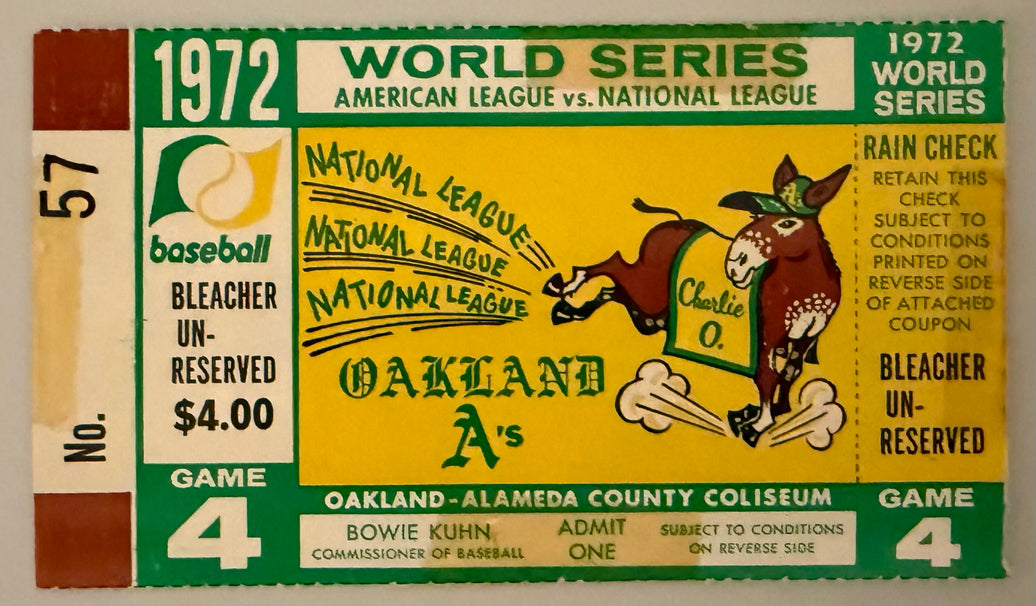 No. 57
1972
baseball
BLEACHER
UN-
RESERVED
$4.00
GAME
4
WORLD SERIES
AMERICAN LEAGUE vs. NATIONAL LEAGUE
NATIONAL LEAGUE
NATIONAL LEAGUE
NATIONAL LEAGUE
Charlie
O.
OAKLAND
A's
OAKLAND-ALAMEDA COUNTY COLISEUM
BOWIE KUHN
COMMISSIONER OF BASEBALL
ADMIT
ONE
SUBJECT TO CONDITIONS
ON REVERSE SIDE
1972
WORLD
SERIES
RAIN CHECK
RETAIN THIS
CHECK
SUBJECT TO
CONDITIONS
PRINTED ON
REVERSE SIDE
OF ATTACHED
COUPON
BLEACHER
UN-
RESERVED
GAME
4